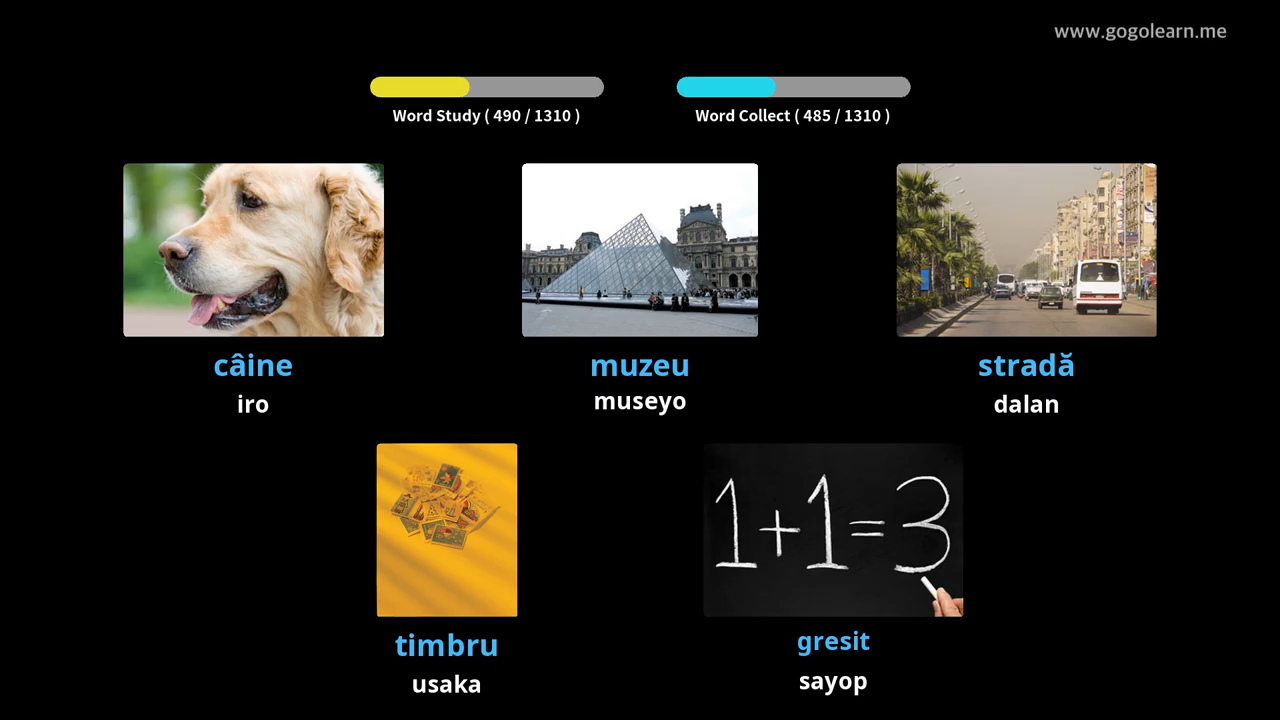 www.gogolearn.me
Word Study ( 490 / 1310 )
Word Collect ( 485 / 1310 )
câine
iro
muzeu
museyo
stradă
dalan
1+1=3
timbru
usaka
gresit
sayop